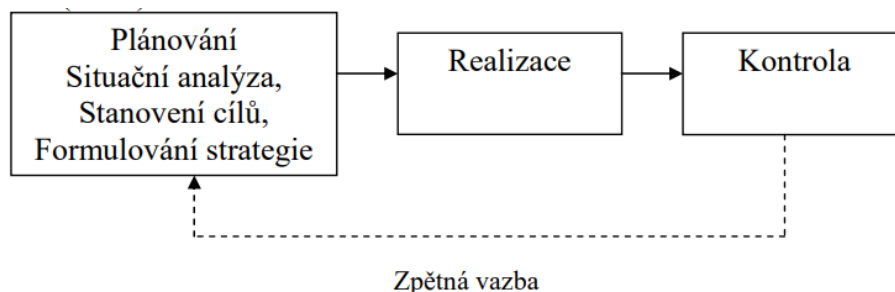 Plánování
Situační analýza,
Stanovení cílů,
Formulování strategie
Realizace
Kontrola
Zpětná vazba